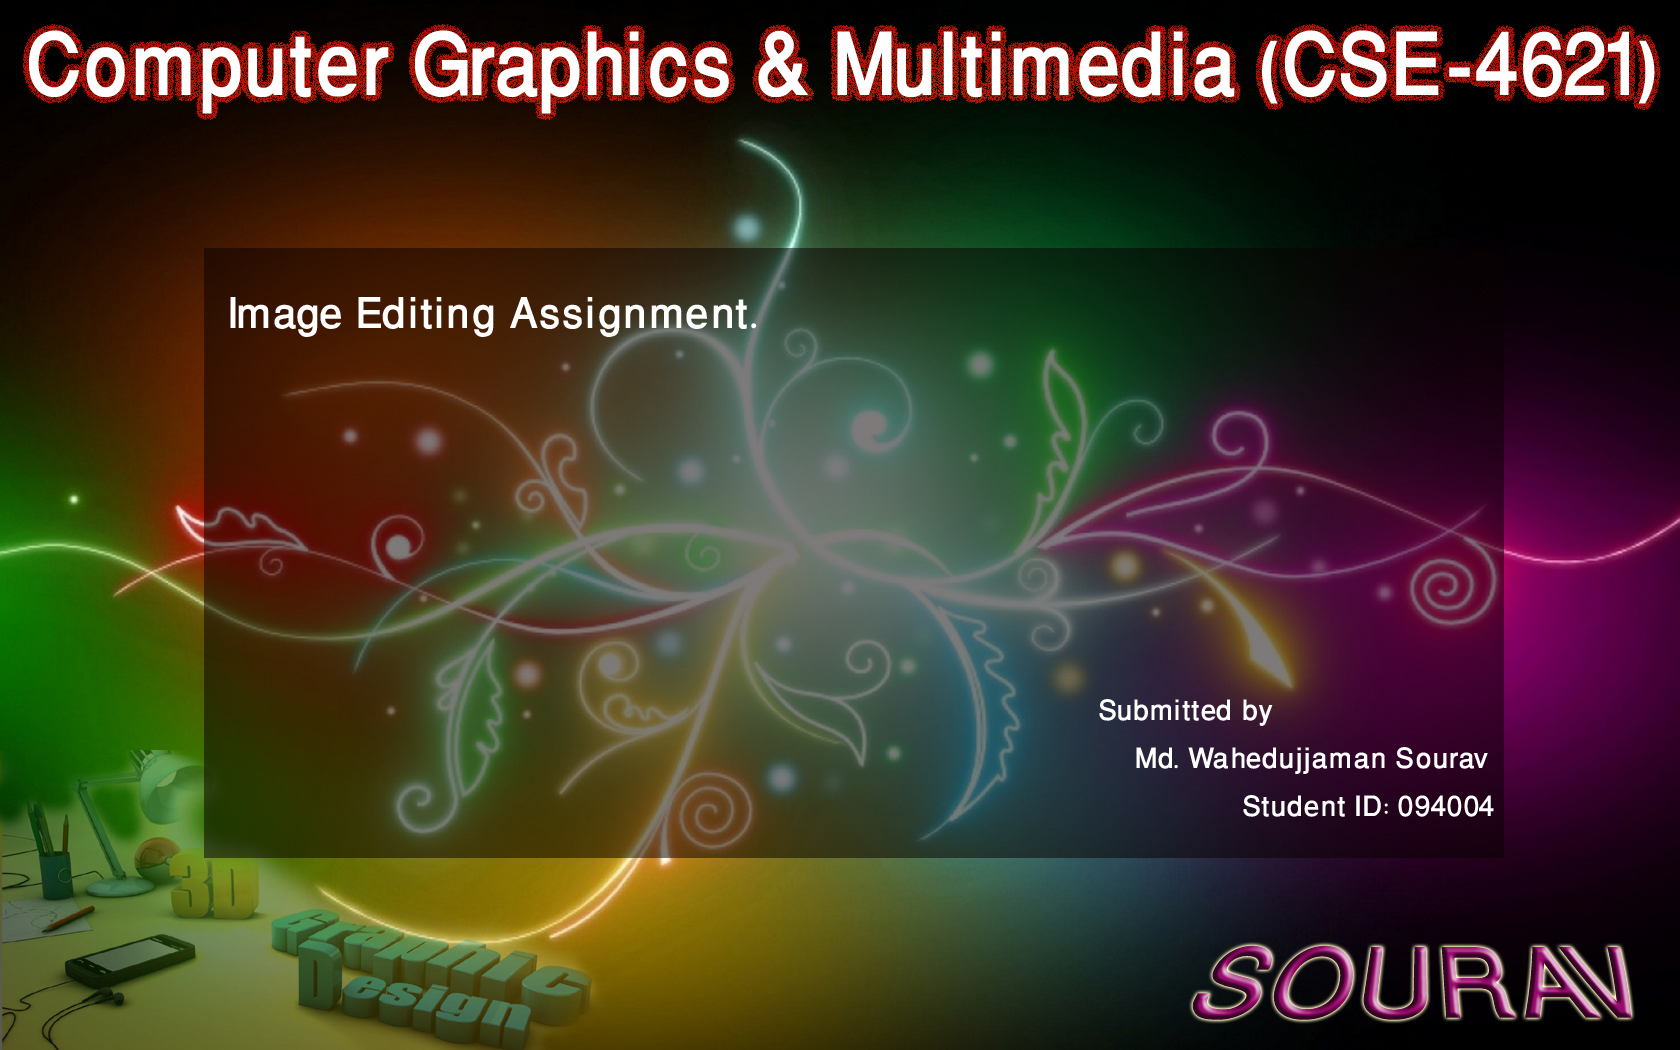 Computer Graphics & Multimedia (CSE-4621)
Image Editing Assignment.
Submitted by
Md. Wahedujjaman Sourav
Student ID: 094004
3D
Graphic
Design
SOURAV